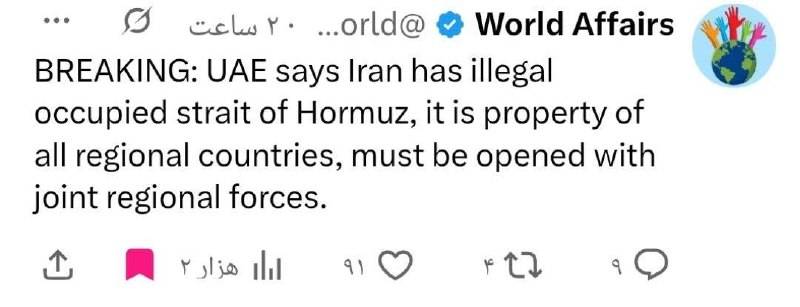 World Affairs @orld... ۲۰ ساعت
BREAKING: UAE says Iran has illegal
occupied strait of Hormuz, it is property of
all regional countries, must be opened with
joint regional forces.
۹ ۴ ۹۱ ۲ هزار